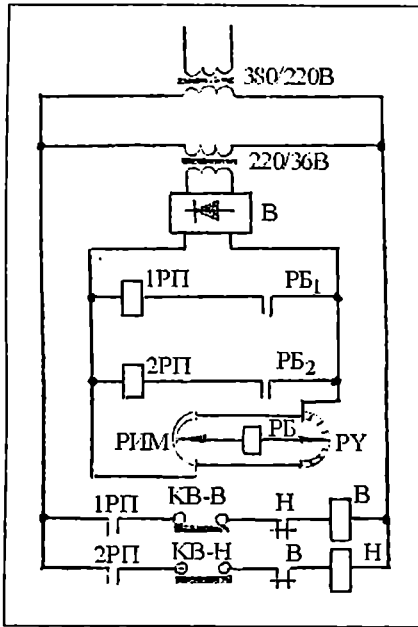 380/220В
220/36В
В
1РП РБ1
2РП РБ2
РИМ РБ РУ
1РП КВ-В Н В
2РП КВ-Н В Н